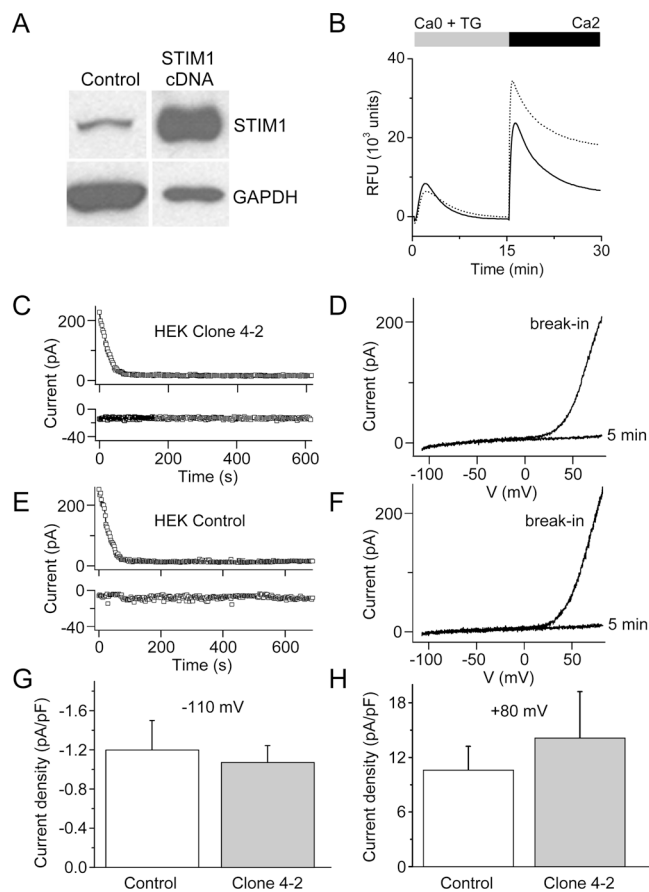 A
Control
STIM1
cDNA
STIM1
GAPDH
B
Ca0 + TG
Ca2
RFU (10³ units)
40
20
0
0
15
30
Time (min)
C
HEK Clone 4-2
Current (pA)
200
0
0
-40
0
200
400
600
Time (s)
D
break-in
5 min
Current (pA)
200
100
0
-100
-50
0
50
V (mV)
E
HEK Control
Current (pA)
200
0
0
-40
0
200
400
600
Time (s)
F
break-in
5 min
Current (pA)
200
100
0
-100
-50
0
50
V (mV)
G
-110 mV
Current density (pA/pF)
-1.6
-1.2
-0.8
-0.4
0.0
Control
Clone 4-2
H
+80 mV
Current density (pA/pF)
18
12
6
0
Control
Clone 4-2